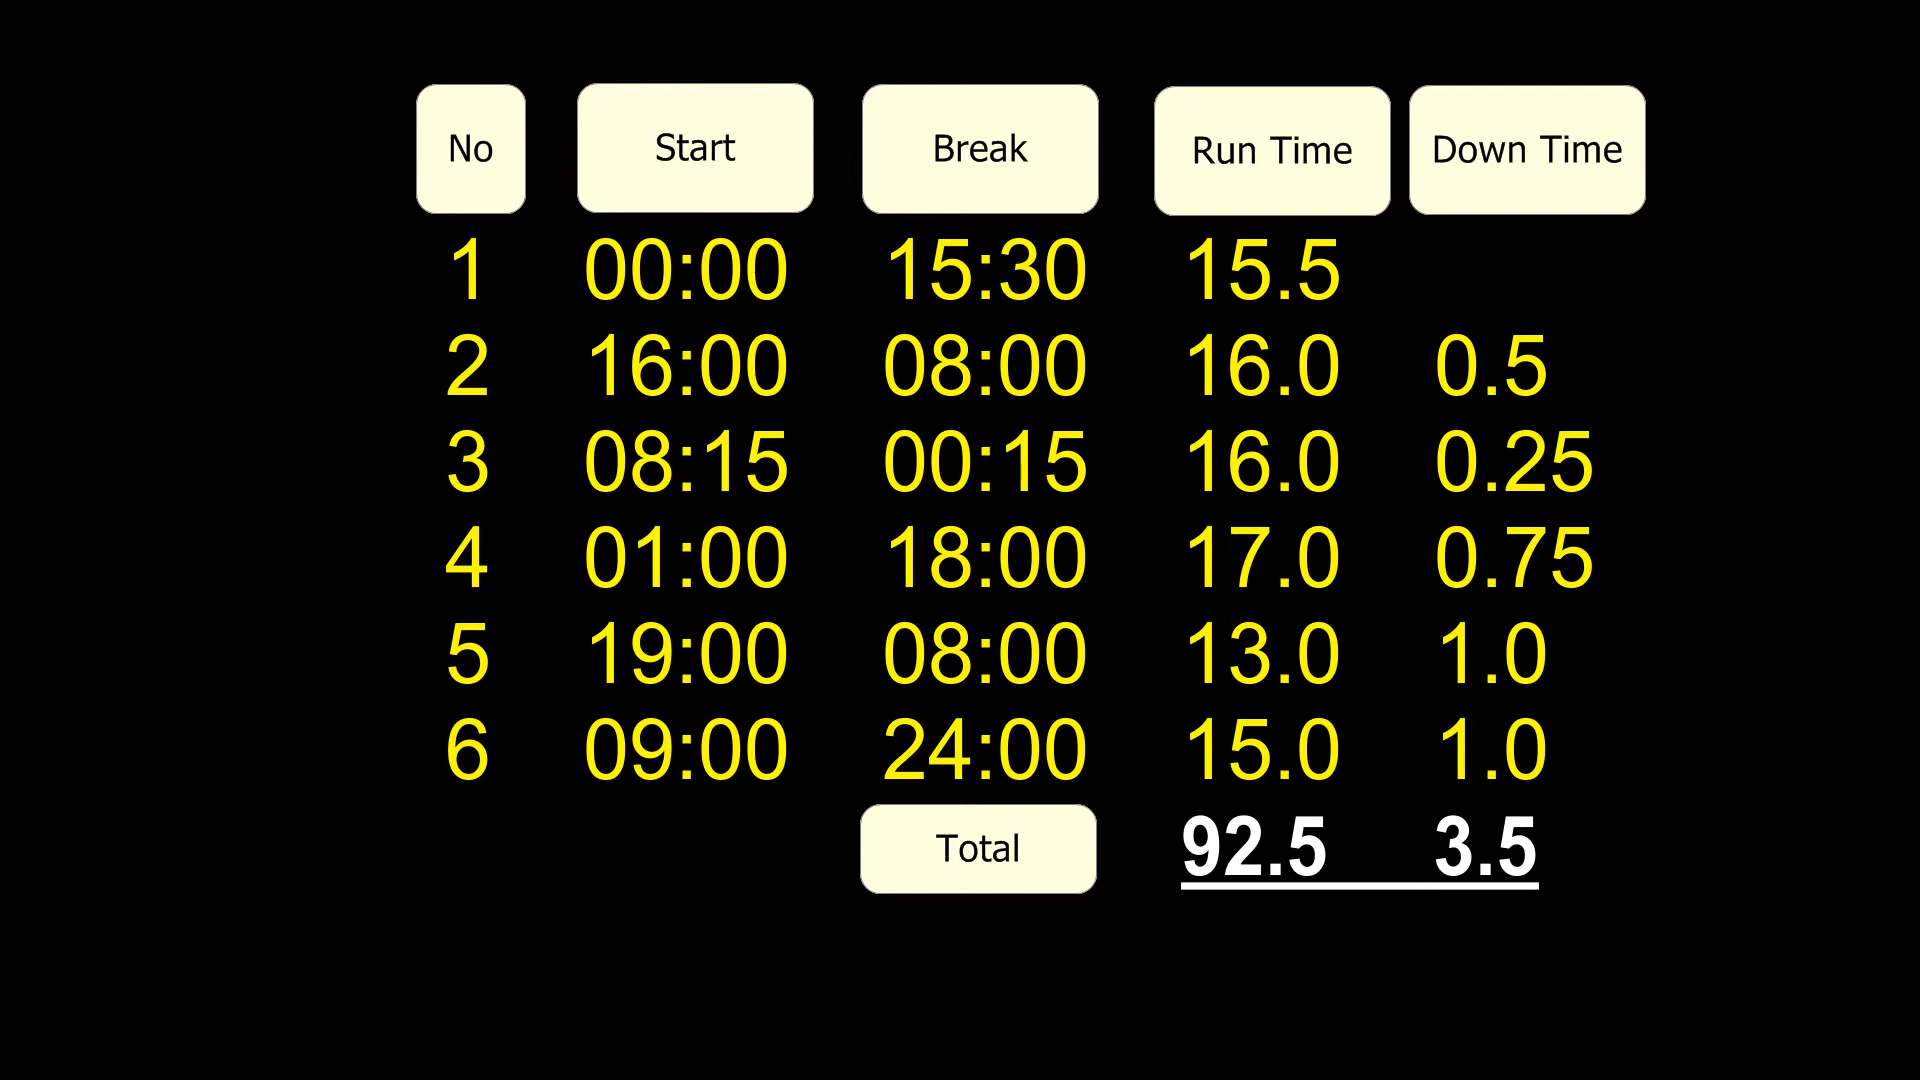 No Start Break Run Time Down Time
1 00:00 15:30 15.5
2 16:00 08:00 16.0 0.5
3 08:15 00:15 16.0 0.25
4 01:00 18:00 17.0 0.75
5 19:00 08:00 13.0 1.0
6 09:00 24:00 15.0 1.0
Total 92.5 3.5